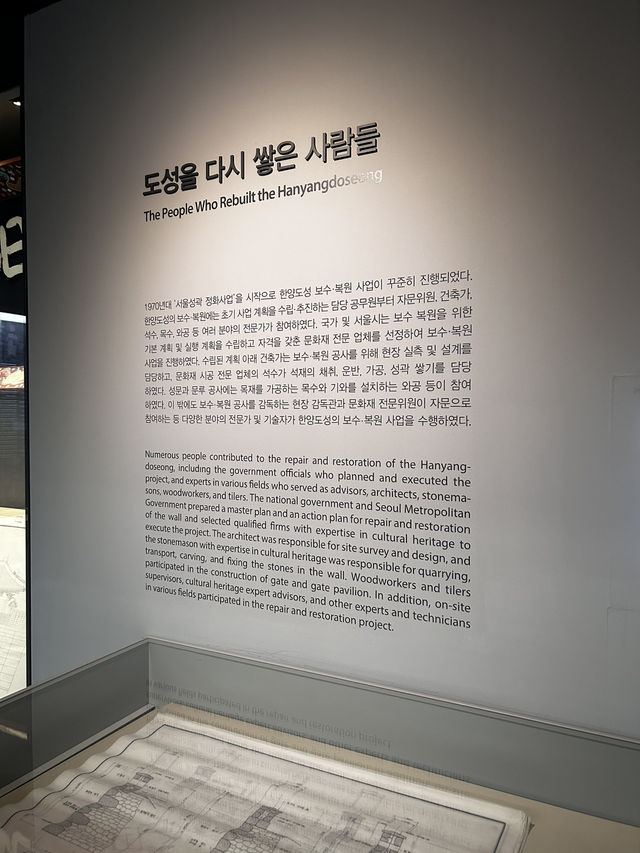 도성을 다시 쌓은 사람들
The People Who Rebuilt the Hanyangdoseong
1970년대 '서울성곽 정화사업'을 시작으로 한양도성 보수·복원 사업이 꾸준히 진행되었다.
한양도성의 보수·복원에는 초기 사업 계획을 수립·추진하는 담당 공무원부터 자문위원, 건축가,
석수, 목수, 와공 등 여러 분야의 전문가가 참여하였다. 국가 및 서울시는 보수 복원을 위한
기본 계획 및 실행 계획을 수립하고 자격을 갖춘 문화재 전문 업체를 선정하여 보수·복원
사업을 진행하였다. 수립된 계획 아래 건축가는 보수·복원 공사를 위해 현장 실측 및 설계를
담당하고, 문화재 시공 전문 업체의 석수가 석재의 채취, 운반, 가공, 성곽 쌓기를 담당
하였다. 성문과 문루 공사에는 목재를 가공하는 목수와 기와를 설치하는 와공 등이 참여
하였다. 이 밖에도 보수·복원 공사를 감독하는 현장 감독관과 문화재 전문위원이 자문으로
참여하는 등 다양한 분야의 전문가 및 기술자가 한양도성의 보수·복원 사업을 수행하였다.
Numerous people contributed to the repair and restoration of the Hanyang-
doseong, including the government officials who planned and executed the
project, and experts in various fields who served as advisors, architects, stonema-
sons, woodworkers, and tilers. The national government and Seoul Metropolitan
Government prepared a master plan and an action plan for repair and restoration
of the wall and selected qualified firms with expertise in cultural heritage to
execute the project. The architect was responsible for site survey and design, and
the stonemason with expertise in cultural heritage was responsible for quarrying,
transport, carving, and fixing the stones in the wall. Woodworkers and tilers
participated in the construction of gate and gate pavilion. In addition, on-site
supervisors, cultural heritage expert advisors, and other experts and technicians
in various fields participated in the repair and restoration project.